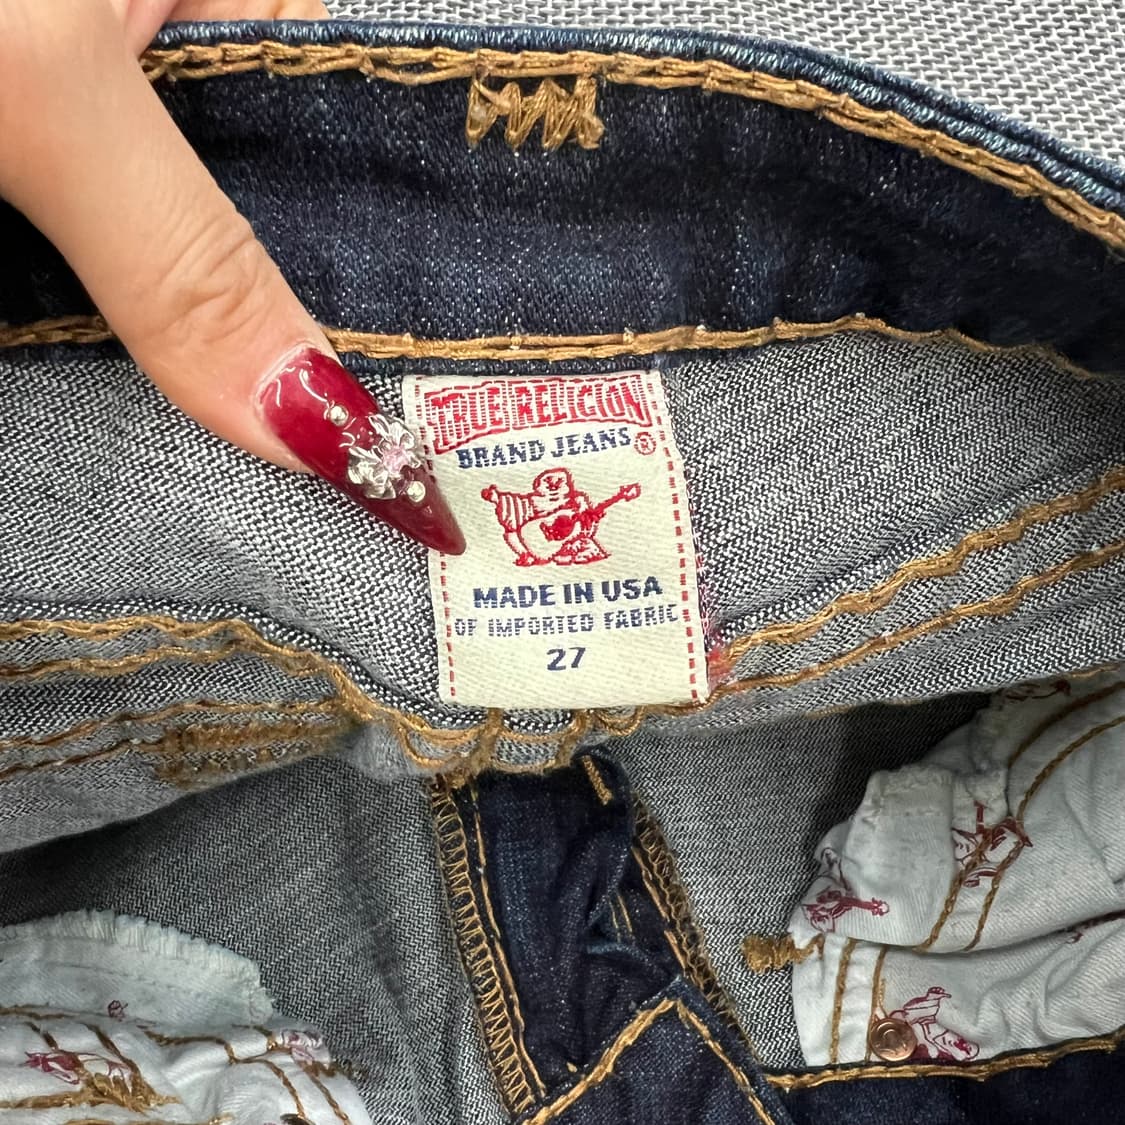 TRUE RELIGION
BRAND JEANS ®
MADE IN USA
OF IMPORTED FABRIC
27